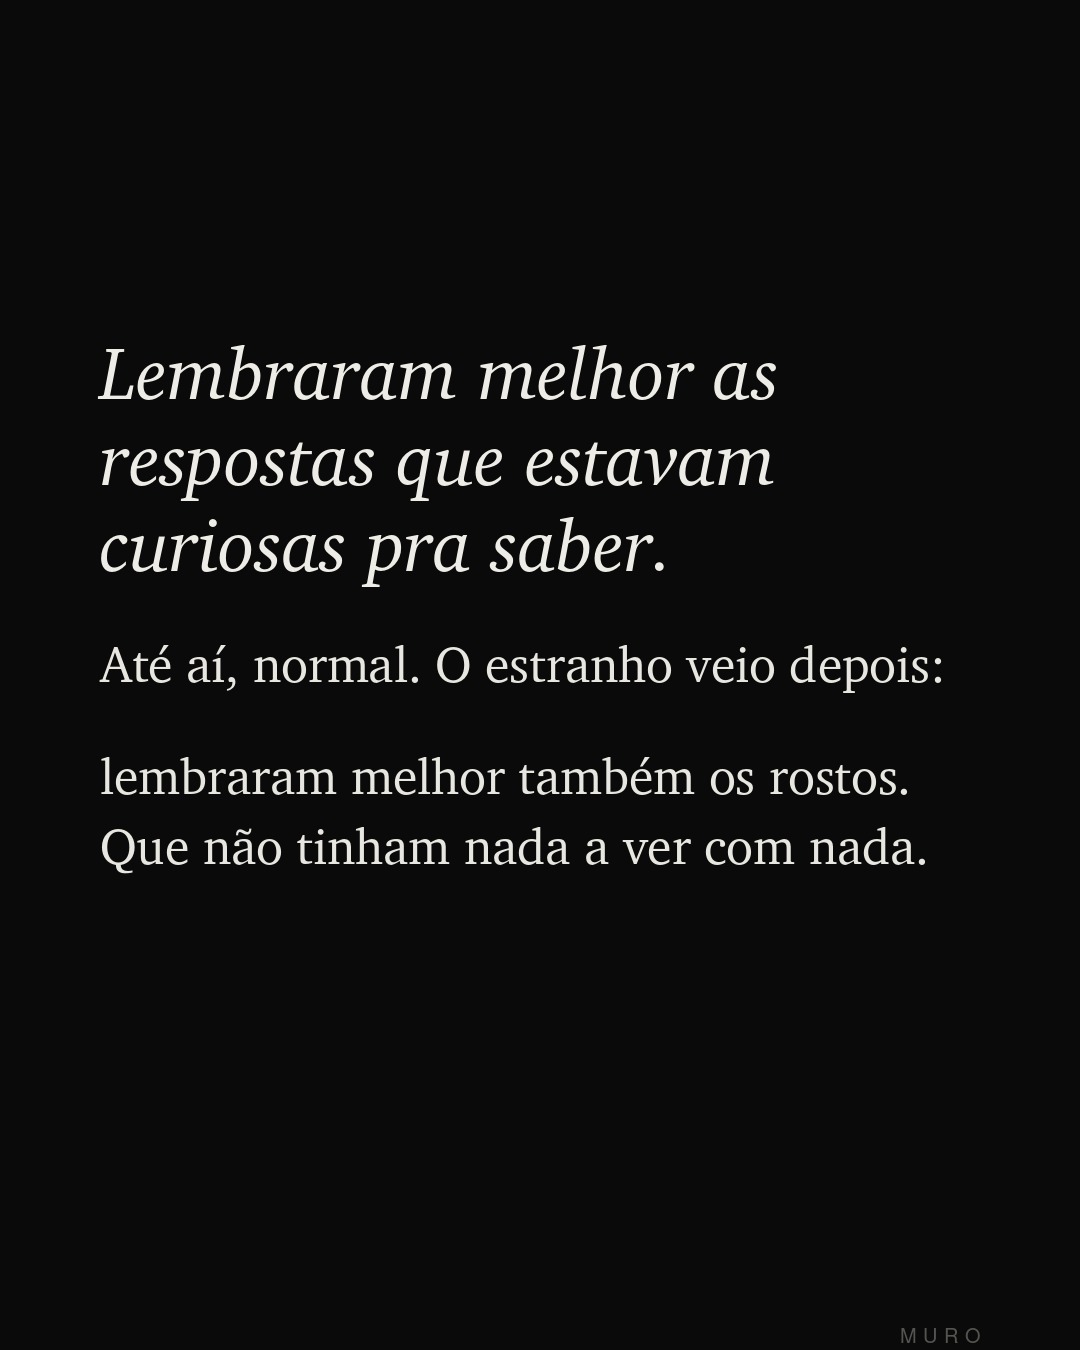 Lembraram melhor as
respostas que estavam
curiosas pra saber.
Até aí, normal. O estranho veio depois:
lembraram melhor também os rostos.
Que não tinham nada a ver com nada.
MURO